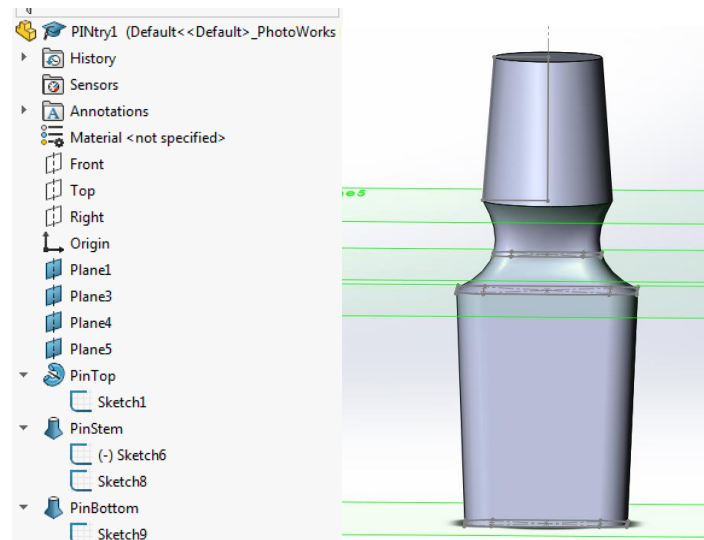 PINtry1 (Default<<Default>_PhotoWorks
History
Sensors
Annotations
Material <not specified>
Front
Top
Right
Origin
Plane1
Plane3
Plane4
Plane5
PinTop
Sketch1
PinStem
(-) Sketch6
Sketch8
PinBottom
Sketch9